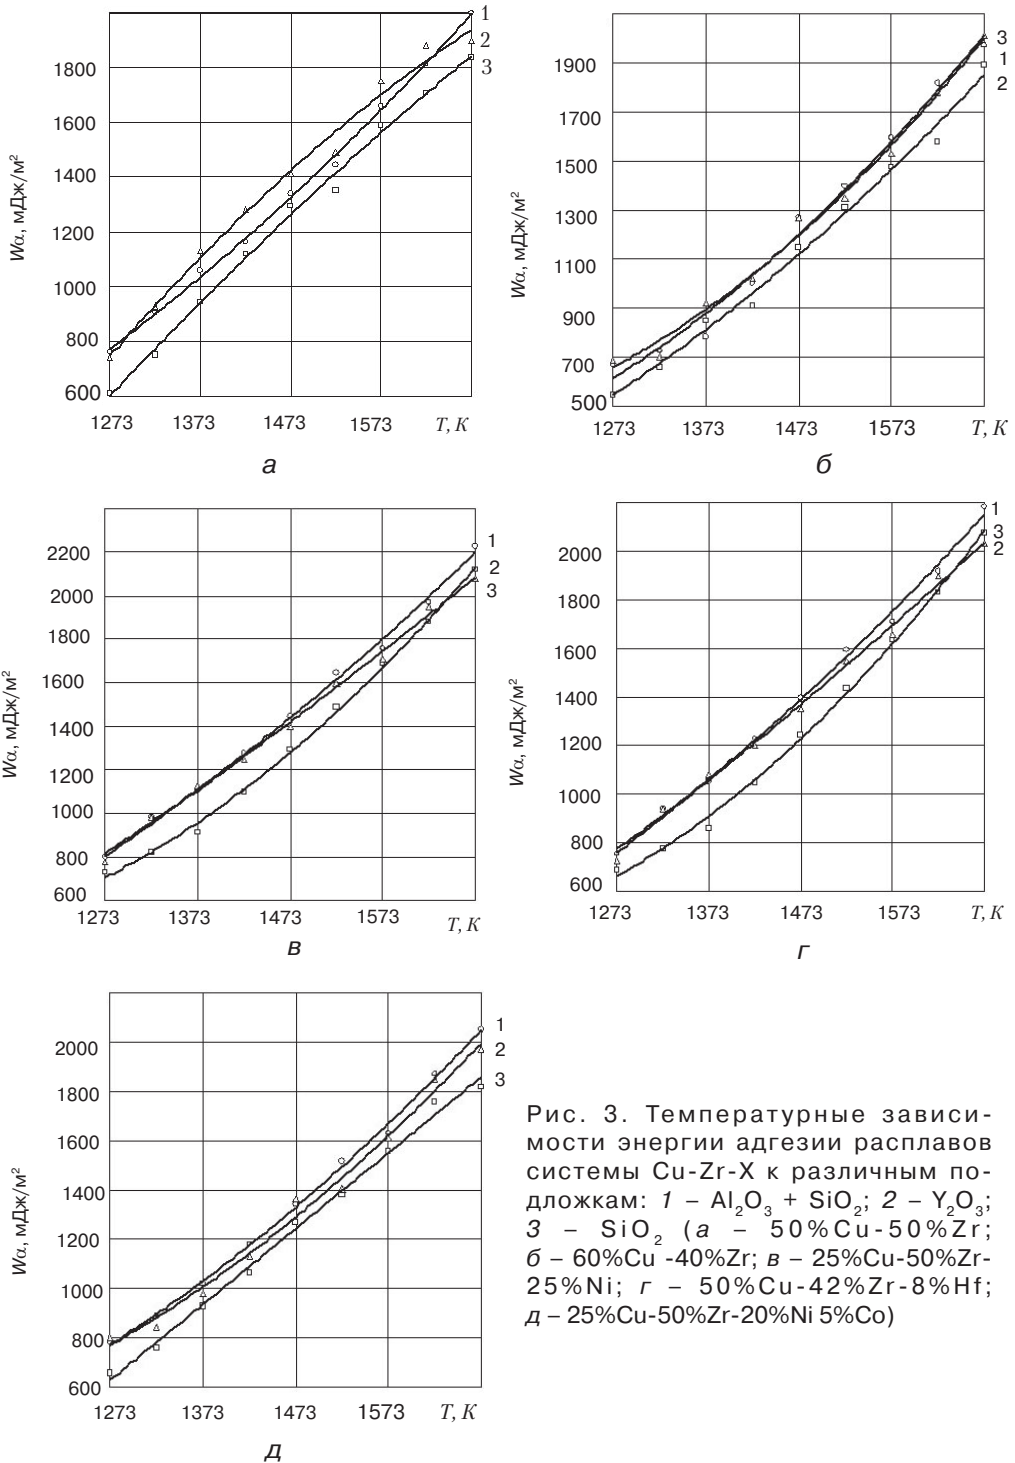 1
2
3
1800
1600
1400
1200
1000
800
600
Wα, мДж/м²
1273 1373 1473 1573 T, К
а
3
1
2
1900
1700
1500
1300
1100
900
700
500
Wα, мДж/м²
1273 1373 1473 1573 T, К
б
1
2
3
2200
2000
1800
1600
1400
1200
1000
800
600
Wα, мДж/м²
1273 1373 1473 1573 T, К
в
1
3
2
2000
1800
1600
1400
1200
1000
800
600
Wα, мДж/м²
1273 1373 1473 1573 T, К
г
1
2
3
2000
1800
1600
1400
1200
1000
800
600
Wα, мДж/м²
1273 1373 1473 1573 T, К
д
Рис. 3. Температурные зависи-
мости энергии адгезии расплавов
системы Cu-Zr-X к различным по-
дложкам: 1 – Al₂O₃ + SiO₂; 2 – Y₂O₃;
3 – SiO₂ (а – 50%Cu-50%Zr;
б – 60%Cu -40%Zr; в – 25%Cu-50%Zr-
25%Ni; г – 50%Cu-42%Zr-8%Hf;
д – 25%Cu-50%Zr-20%Ni 5%Co)